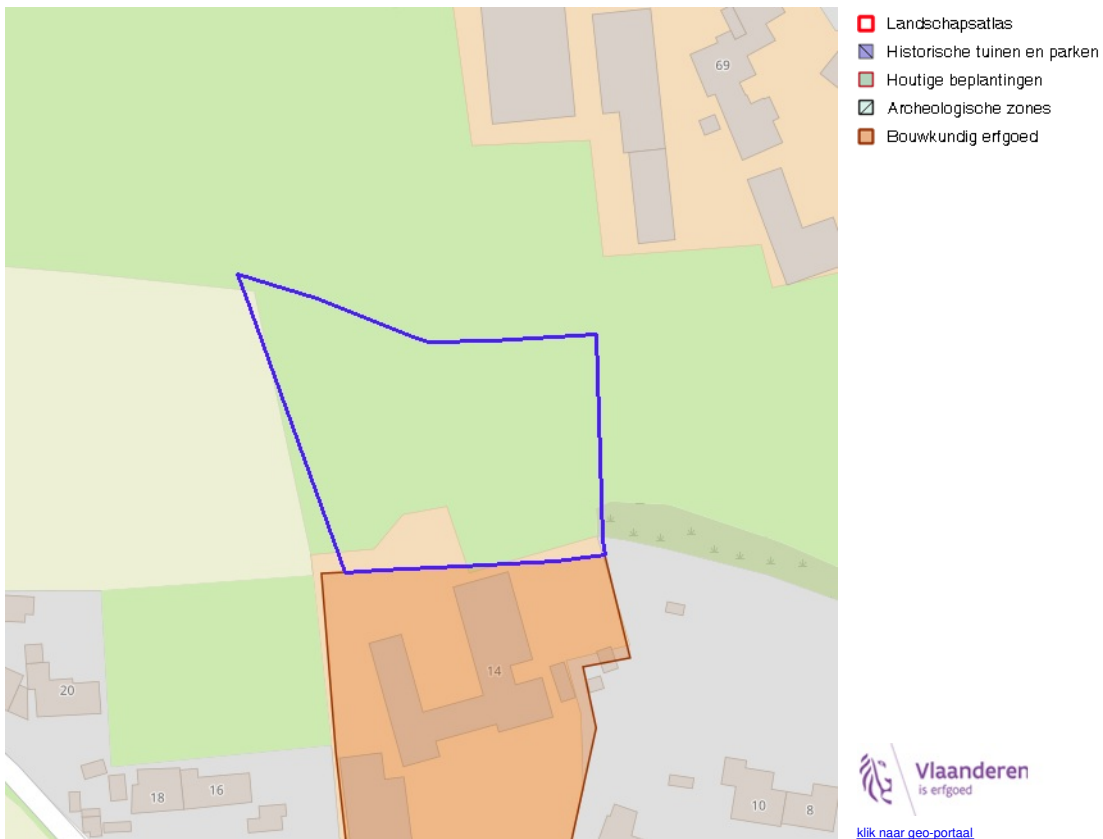 Landschapsatlas
Historische tuinen en parken
Houtige beplantingen
Archeologische zones
Bouwkundig erfgoed
69
14
20
18
16
10
8
Vlaanderen
is erfgoed
klik naar geo-portaal